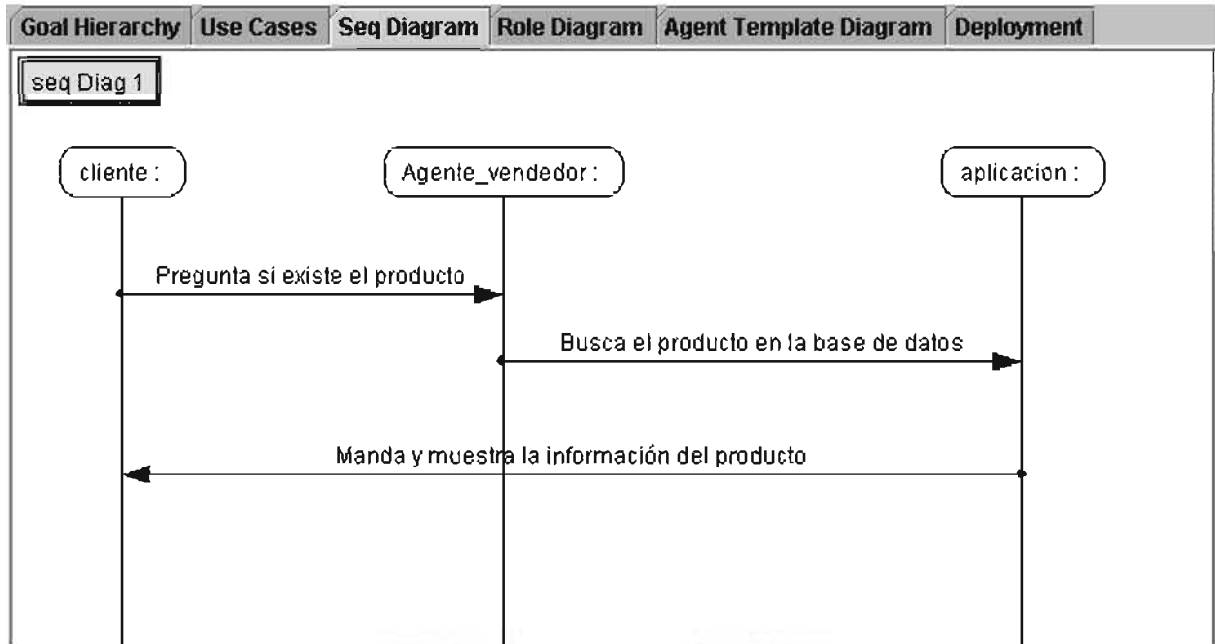 Goal Hierarchy Use Cases Seq Diagram Role Diagram Agent Template Diagram Deployment
seq Diag 1
cliente : Agente_vendedor : aplicacion :
Pregunta si existe el producto
Busca el producto en la base de datos
Manda y muestra la información del producto